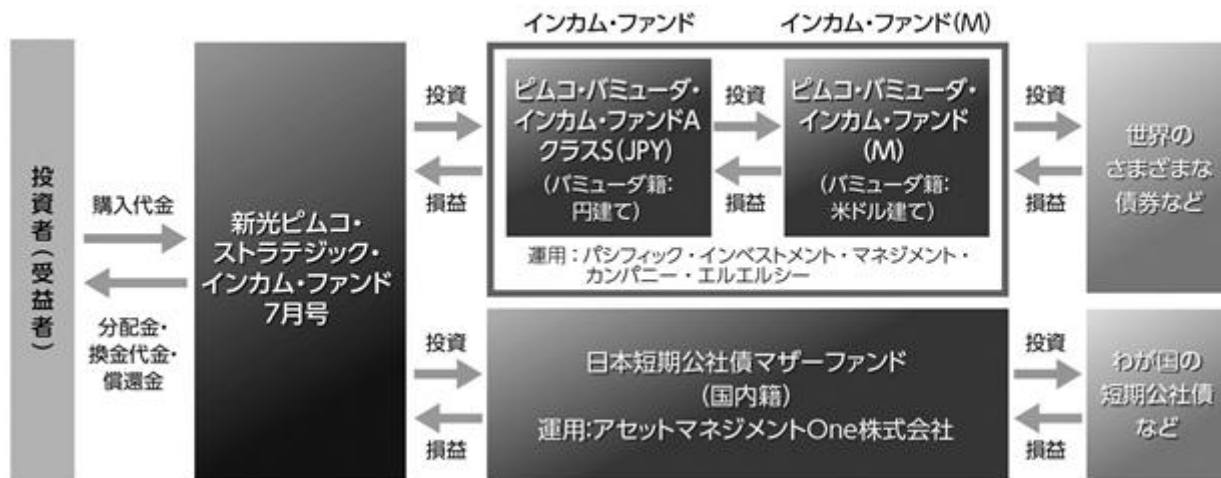 インカム・ファンド
インカム・ファンド(M)
投資者(受益者)
購入代金
分配金・
換金代金・
償還金
新光ピムコ・
ストラテジック・
インカム・ファンド
7月号
投資
損益
ピムコ・バミューダ・
インカム・ファンドA
クラスS(JPY)
(バミューダ籍:
円建て)
投資
損益
ピムコ・バミューダ・
インカム・ファンド
(M)
(バミューダ籍:
米ドル建て)
運用:パシフィック・インベストメント・マネジメント・
カンパニー・エルエルシー
投資
損益
世界の
さまざまな
債券など
投資
損益
日本短期公社債マザーファンド
(国内籍)
運用:アセットマネジメントOne株式会社
投資
損益
わが国の
短期公社債
など